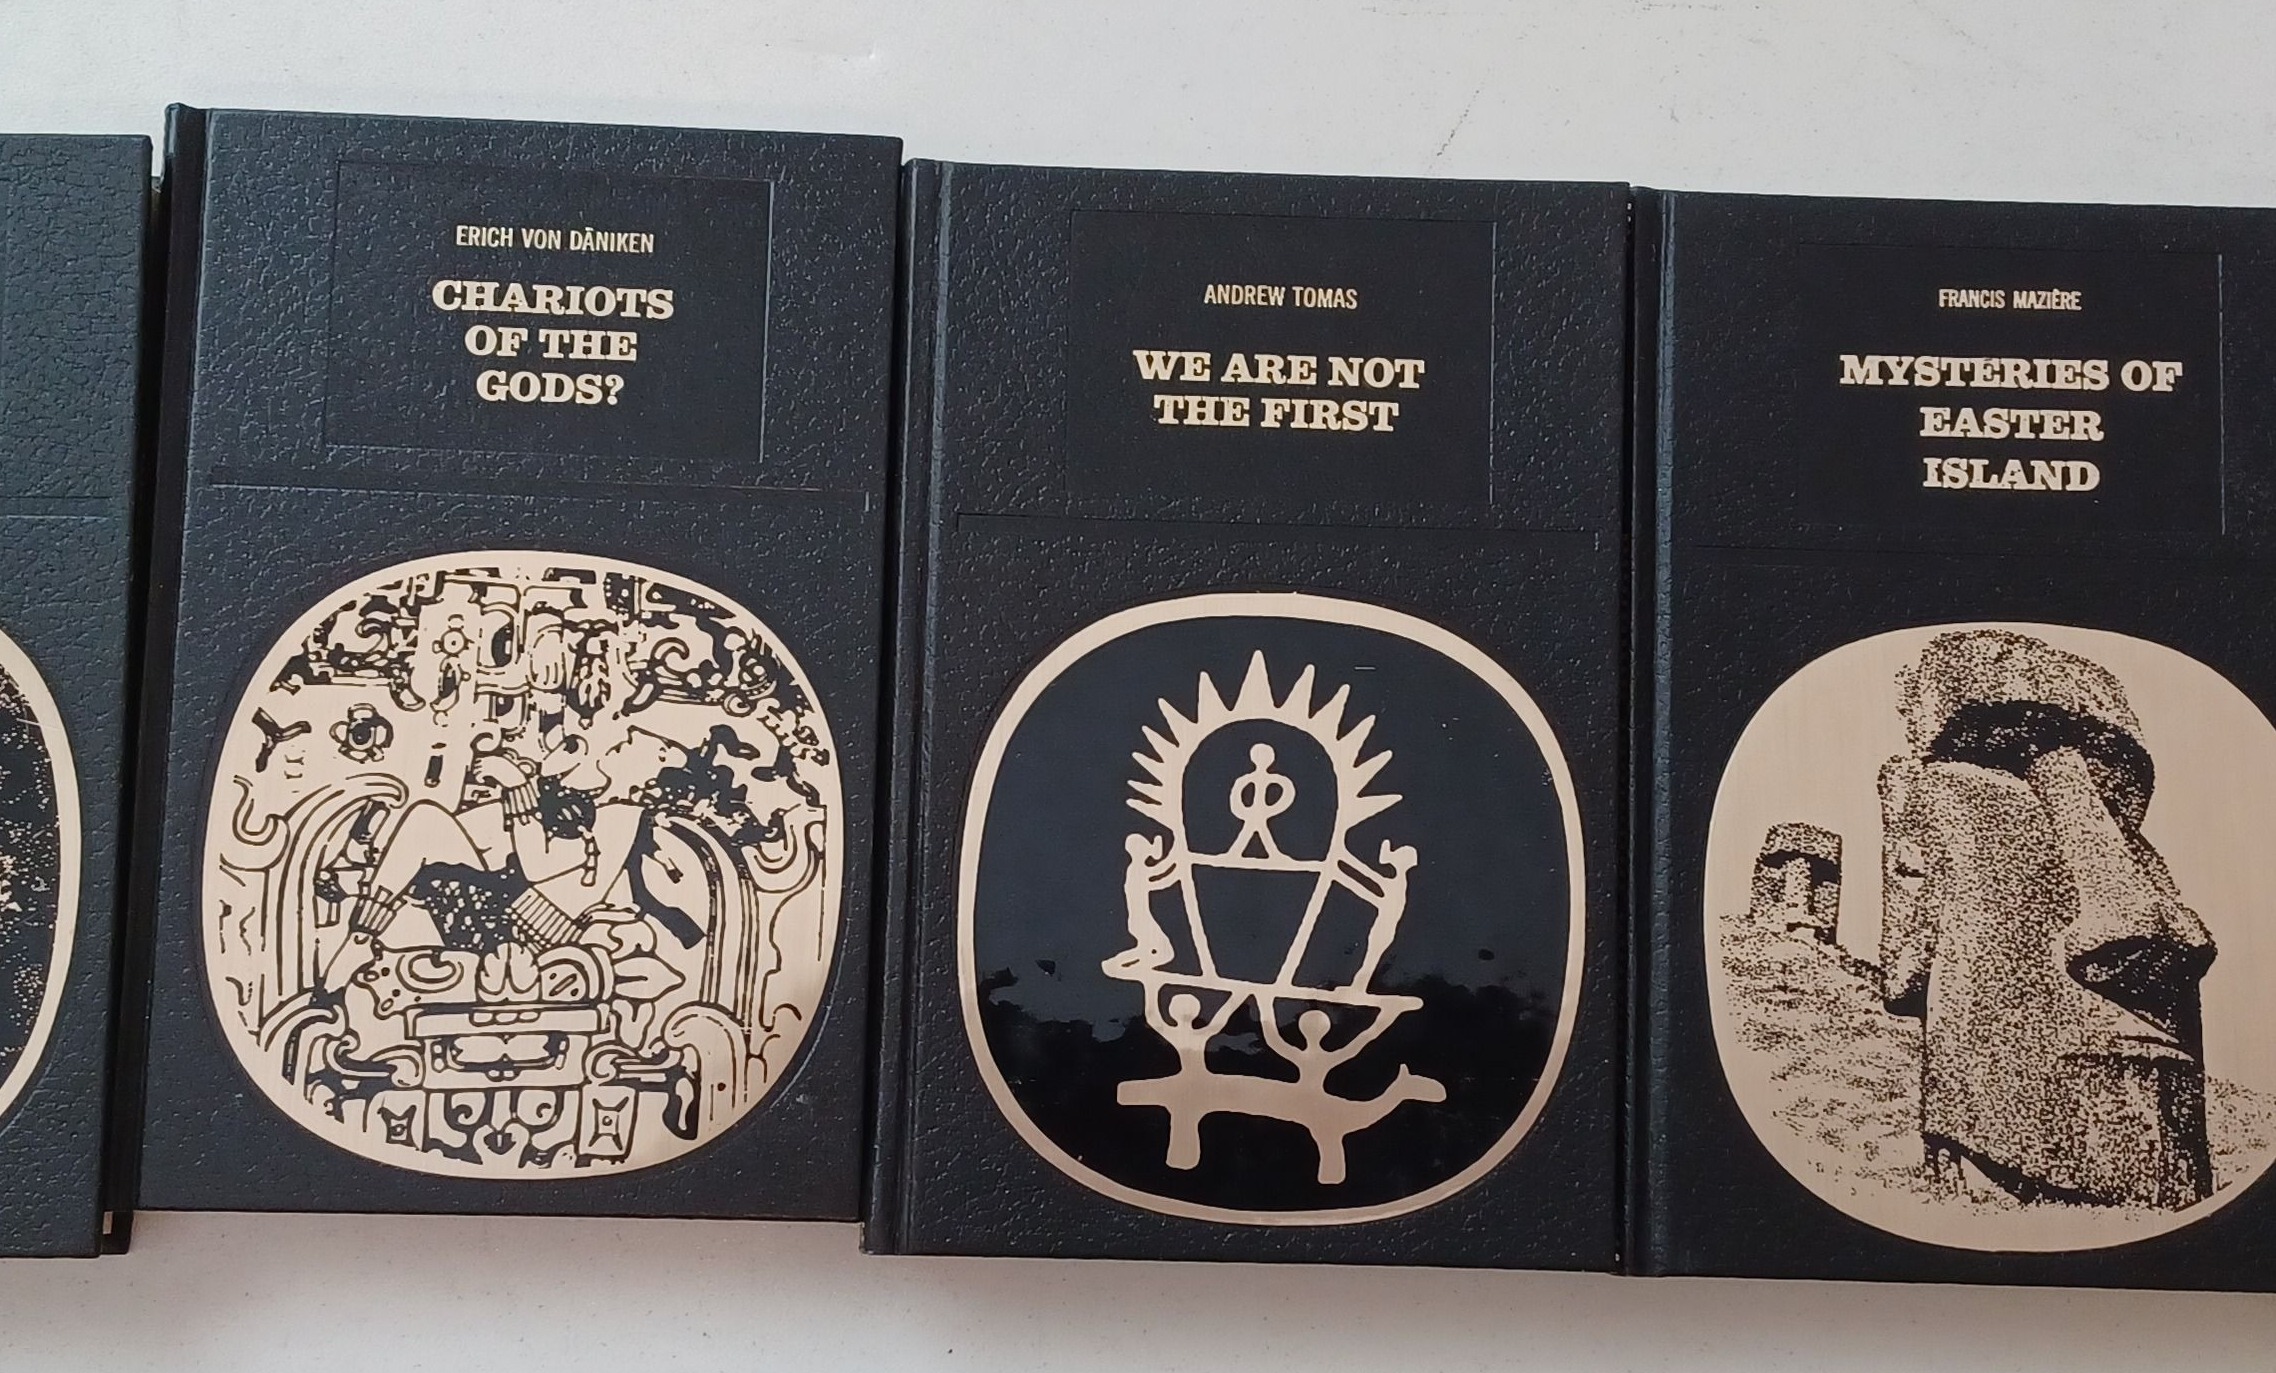 ERICH VON DÄNIKEN
CHARIOTS
OF THE
GODS?
ANDREW TOMAS
WE ARE NOT
THE FIRST
FRANCIS MAZIÈRE
MYSTERIES OF
EASTER
ISLAND